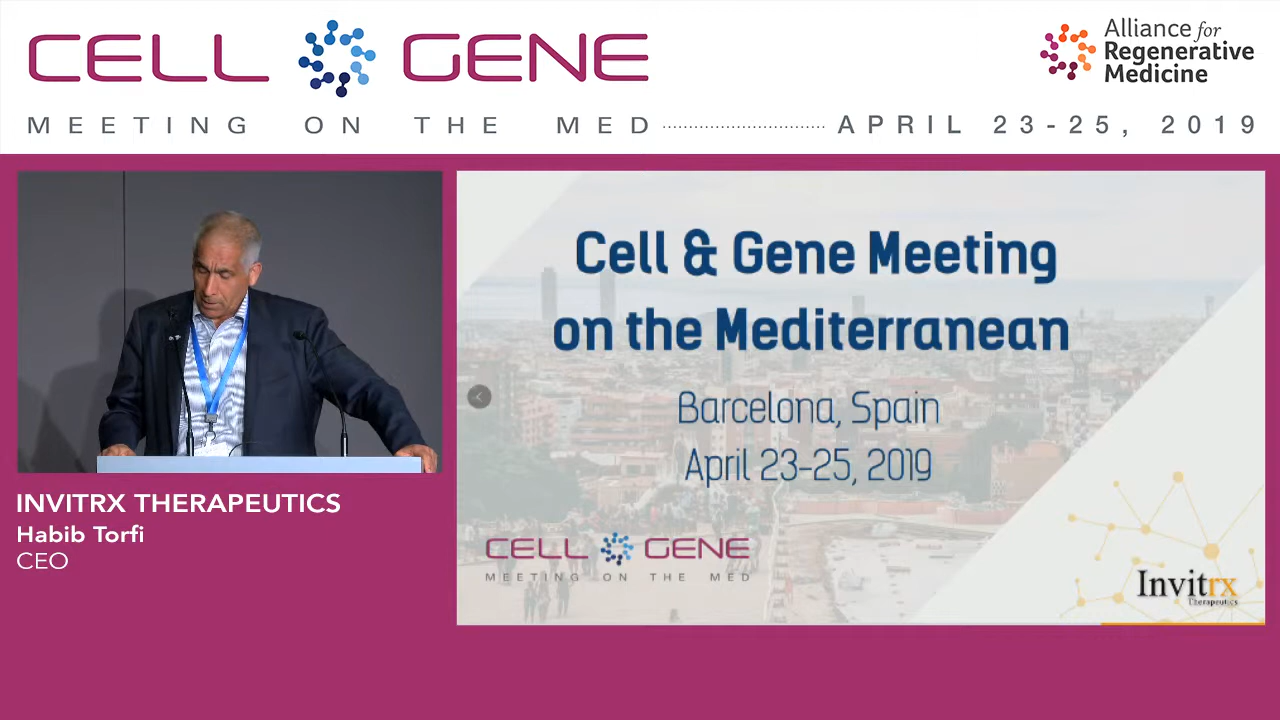 CELL GENE
MEETING ON THE MED
APRIL 23-25, 2019
Alliance for
Regenerative
Medicine
Cell & Gene Meeting
on the Mediterranean
Barcelona, Spain
April 23-25, 2019
CELL GENE
MEETING ON THE MED
Invitrx
Therapeutics
INVITRX THERAPEUTICS
Habib Torfi
CEO